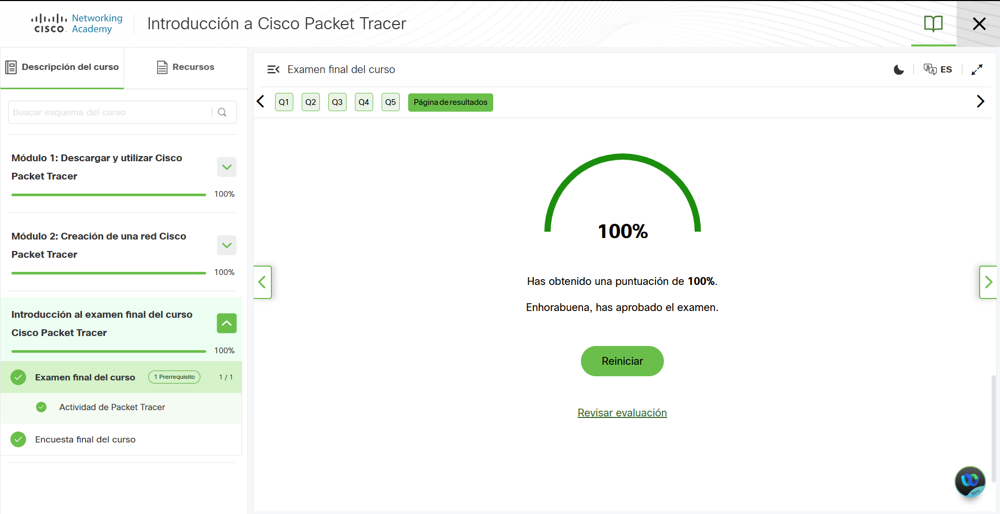 CISCO
Networking
Academy
Introducción a Cisco Packet Tracer
Descripción del curso
Recursos
Examen final del curso
ES
Q1 Q2 Q3 Q4 Q5 Página de resultados
Buscar esquema del curso
Módulo 1: Descargar y utilizar Cisco
Packet Tracer
100%
Módulo 2: Creación de una red Cisco
Packet Tracer
100%
Introducción al examen final del curso
Cisco Packet Tracer
100%
Examen final del curso 1 Prerrequisito 1 / 1
Actividad de Packet Tracer
Encuesta final del curso
100%
Has obtenido una puntuación de 100%.
Enhorabuena, has aprobado el examen.
Reiniciar
Revisar evaluación
Beta